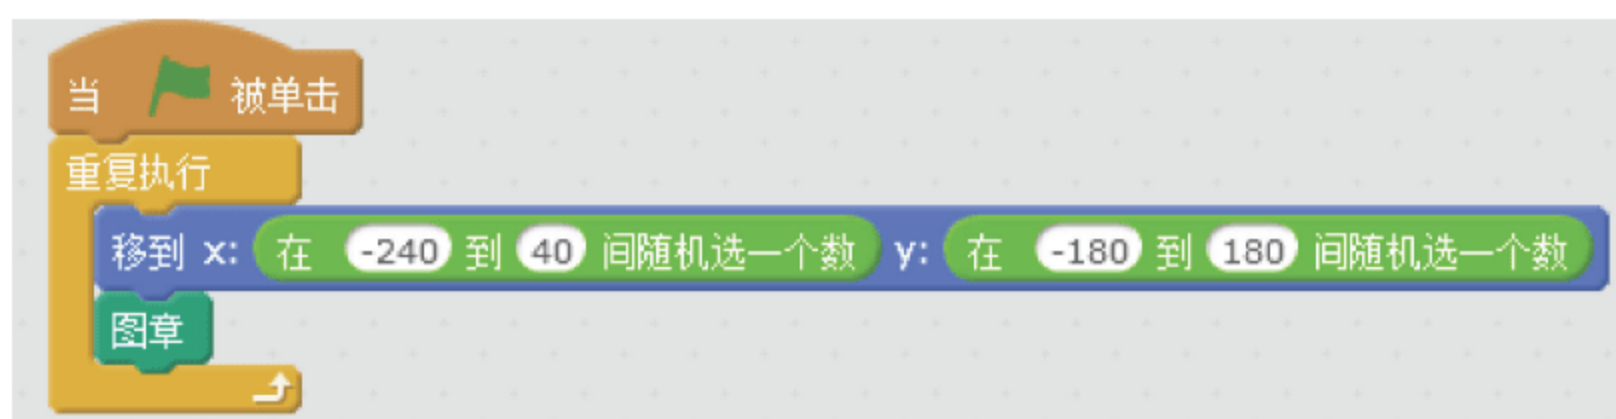 当 被单击
重复执行
移到 x: 在 -240 到 40 间随机选一个数 y: 在 -180 到 180 间随机选一个数
图章